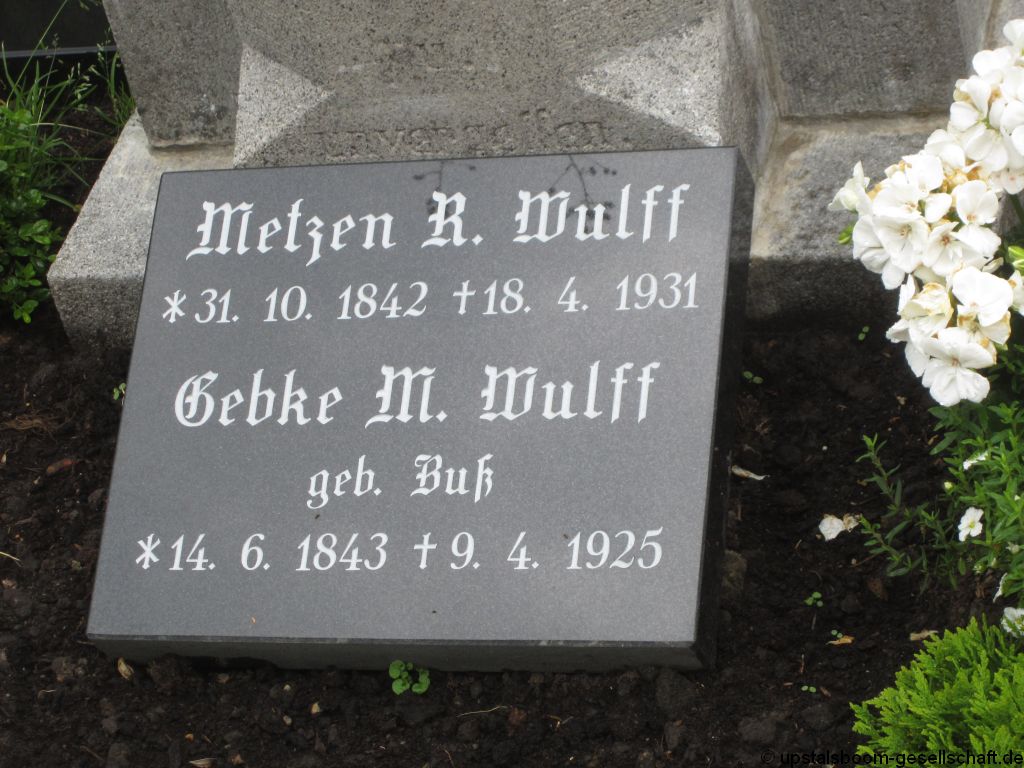 unvergessen
Metzen R. Wulff
* 31. 10. 1842 † 18. 4. 1931
Gebke M. Wulff
geb. Buß
* 14. 6. 1843 † 9. 4. 1925
© upstalsboom-gesellschaft.de